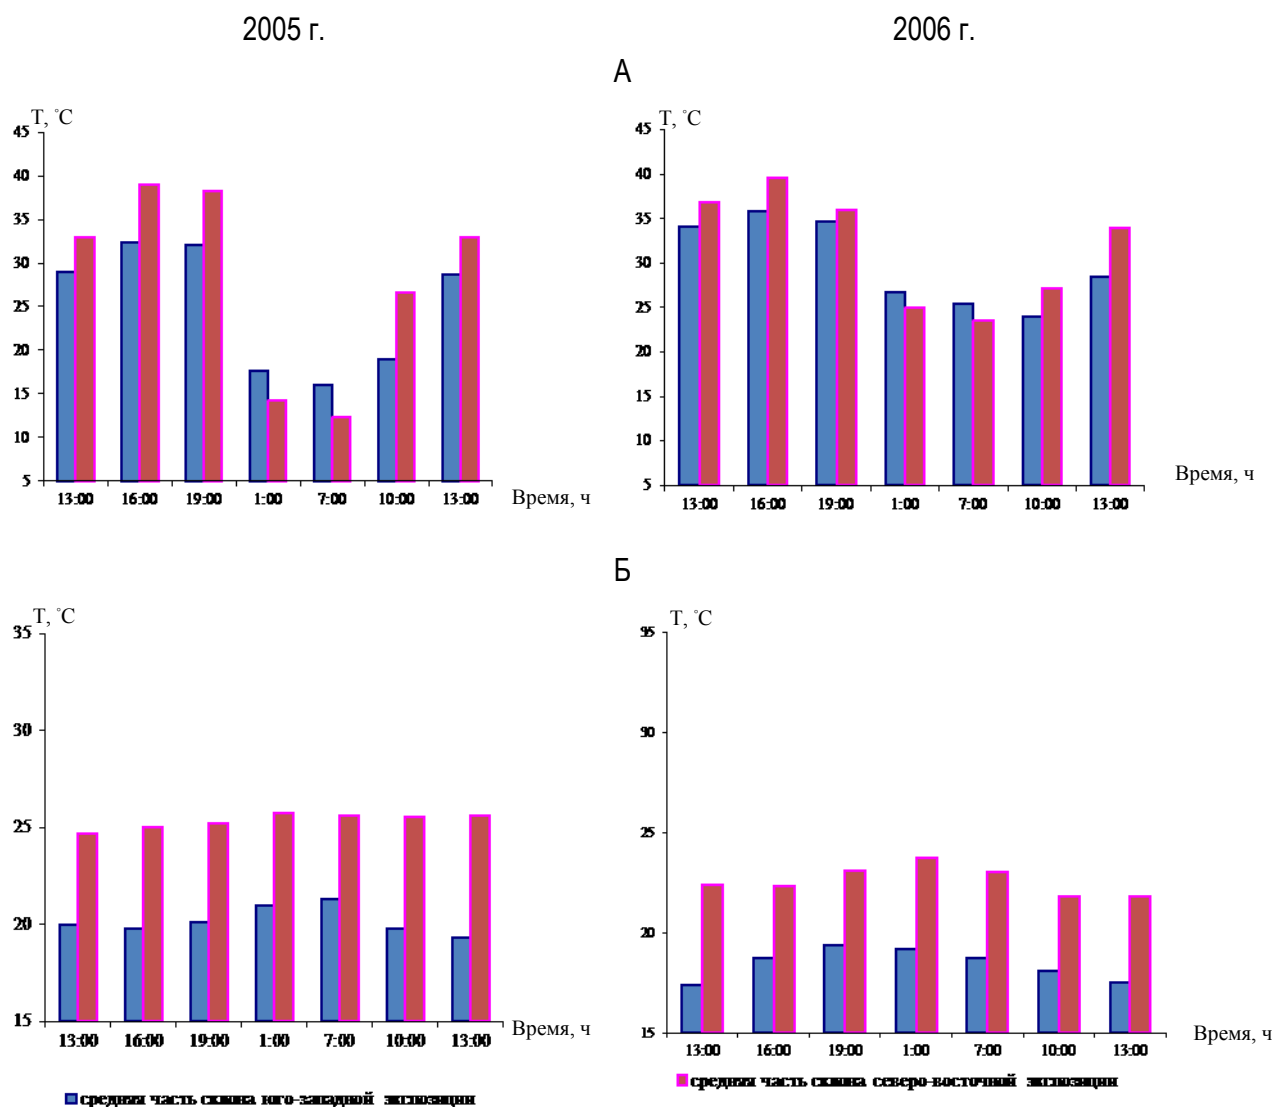 2005 г. 2006 г.
А
Т, °С Т, °С
45 45
40 40
35 35
30 30
25 25
20 20
15 15
10 10
5 5
13:00 16:00 19:00 1:00 7:00 10:00 13:00 Время, ч
13:00 16:00 19:00 1:00 7:00 10:00 13:00 Время, ч
Б
Т, °С Т, °С
35 35
30 30
25 25
20 20
15 15
13:00 16:00 19:00 1:00 7:00 10:00 13:00 Время, ч
13:00 16:00 19:00 1:00 7:00 10:00 13:00 Время, ч
средняя часть склона юго-западной экспозиции
средняя часть склона северо-восточной экспозиции